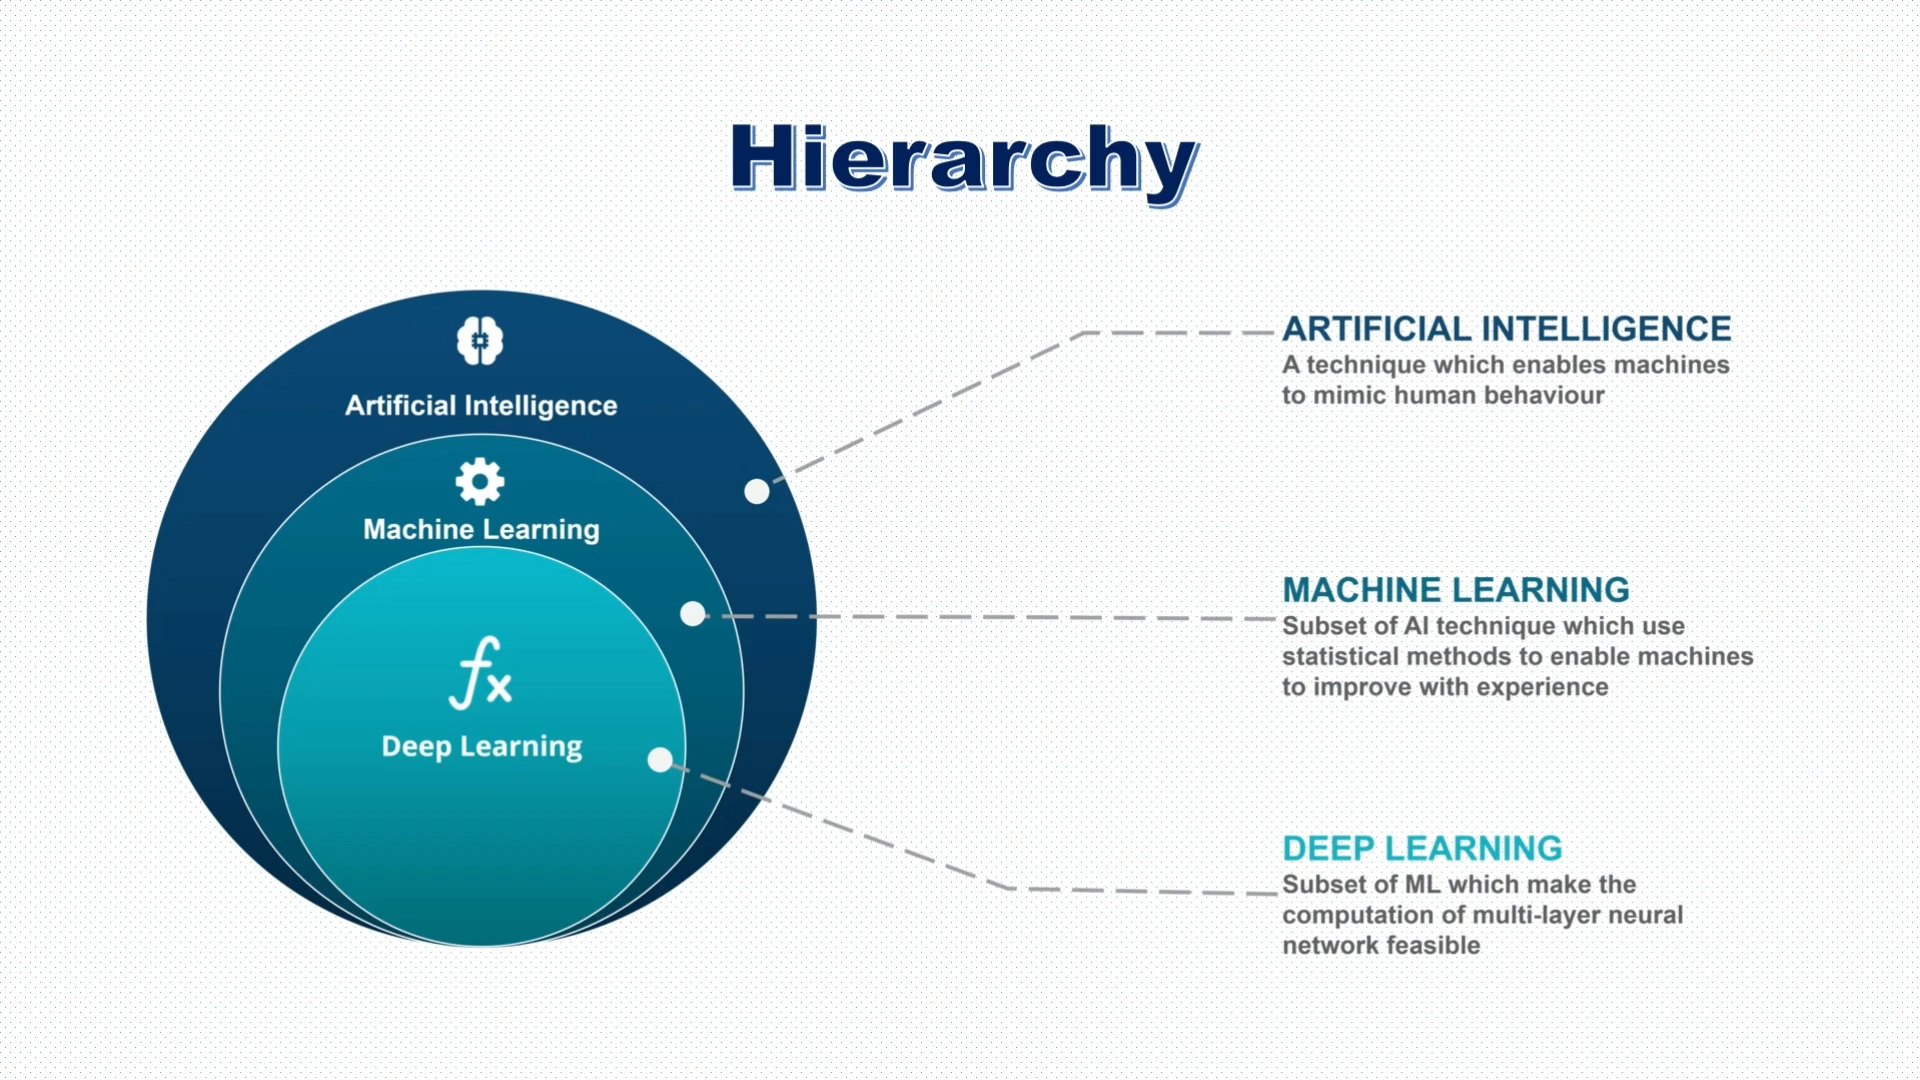 Hierarchy
Artificial Intelligence
Machine Learning
fx
Deep Learning
ARTIFICIAL INTELLIGENCE
A technique which enables machines
to mimic human behaviour
MACHINE LEARNING
Subset of AI technique which use
statistical methods to enable machines
to improve with experience
DEEP LEARNING
Subset of ML which make the
computation of multi-layer neural
network feasible